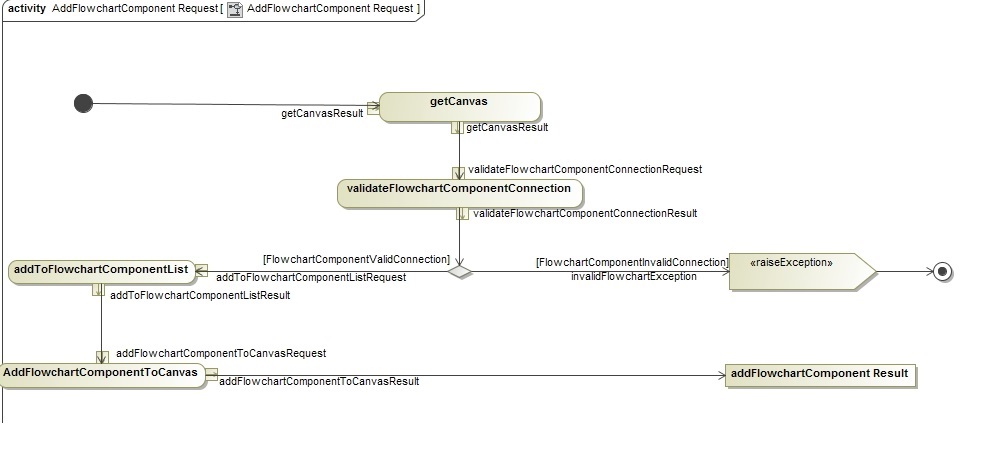 activity AddFlowchartComponent Request[ AddFlowchartComponent Request ]
getCanvas
getCanvasResult
getCanvasResult
validateFlowchartComponentConnectionRequest
validateFlowchartComponentConnection
validateFlowchartComponentConnectionResult
[FlowchartComponentValidConnection]
[FlowchartComponentInvalidConnection]
«raiseException»
addToFlowchartComponentList
addToFlowchartComponentListRequest
invalidFlowchartException
addToFlowchartComponentListResult
addFlowchartComponentToCanvasRequest
AddFlowchartComponentToCanvas
addFlowchartComponentToCanvasResult
addFlowchartComponent Result